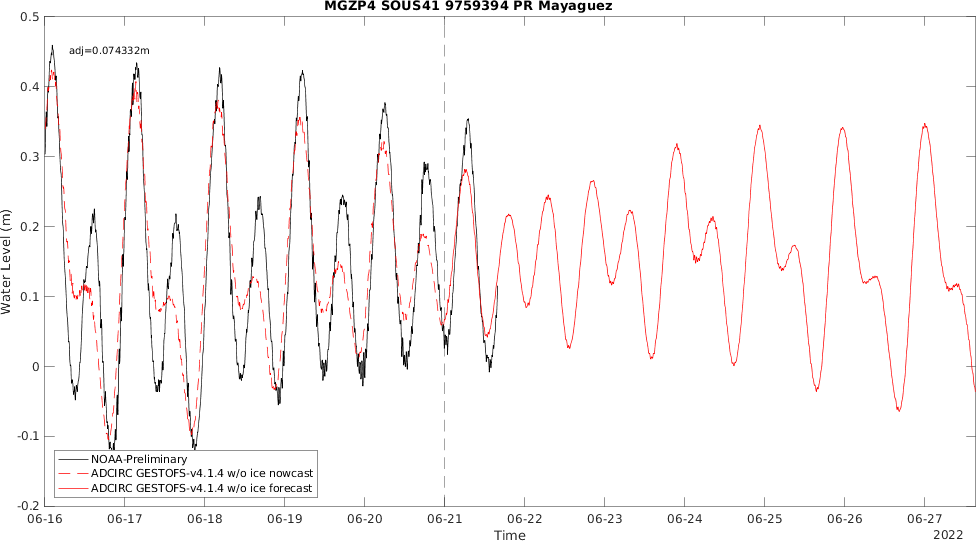 MGZP4 SOUS41 9759394 PR Mayaguez
adj=0.074332m
0.5
0.4
0.3
0.2
0.1
0
-0.1
-0.2
Water Level (m)
NOAA-Preliminary
ADCIRC GESTOFS-v4.1.4 w/o ice nowcast
ADCIRC GESTOFS-v4.1.4 w/o ice forecast
06-16 06-17 06-18 06-19 06-20 06-21 06-22 06-23 06-24 06-25 06-26 06-27
Time
2022